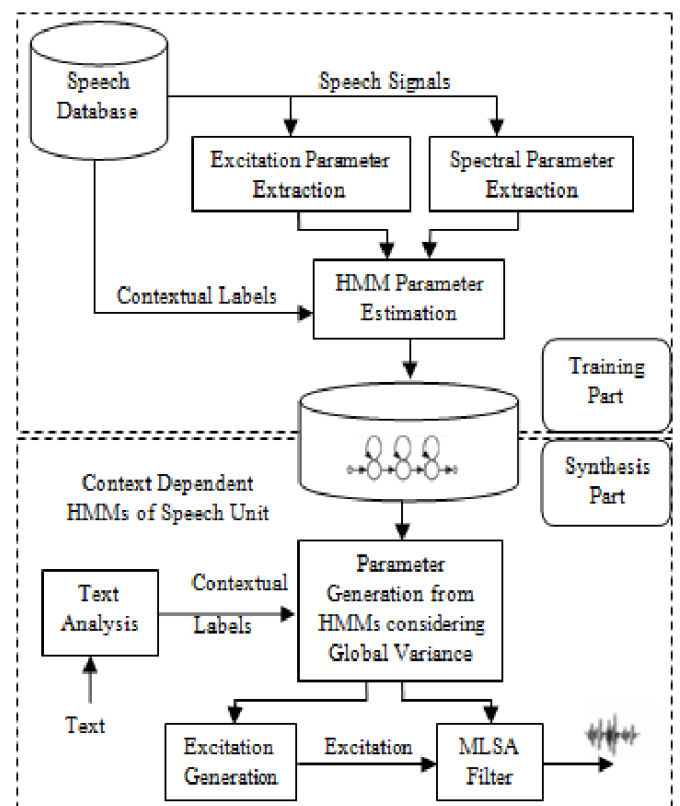 Speech
Database
Speech Signals
Excitation Parameter
Extraction
Spectral Parameter
Extraction
Contextual Labels
HMM Parameter
Estimation
Training
Part
Synthesis
Part
Context Dependent
HMMs of Speech Unit
Text
Analysis
Contextual
Labels
Parameter
Generation from
HMMs considering
Global Variance
Text
Excitation
Generation
Excitation
MLSA
Filter